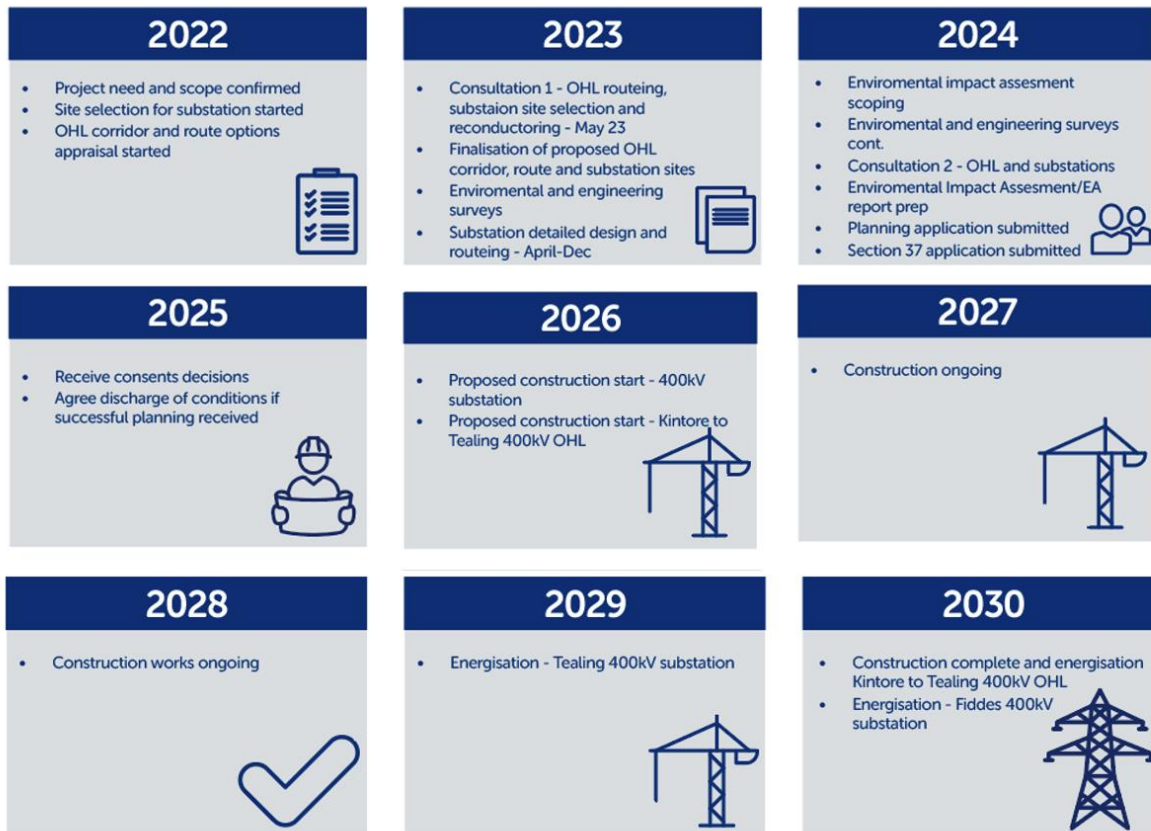 2022
• Project need and scope confirmed
• Site selection for substation started
• OHL corridor and route options
appraisal started
2023
• Consultation 1 - OHL routeing,
substaion site selection and
reconductoring - May 23
• Finalisation of proposed OHL
corridor, route and substation sites
• Enviromental and engineering
surveys
• Substation detailed design and
routeing - April-Dec
2024
• Enviromental impact assesment
scoping
• Enviromental and engineering surveys
cont.
• Consultation 2 - OHL and substations
• Enviromental Impact Assesment/EA
report prep
• Planning application submitted
• Section 37 application submitted
2025
• Receive consents decisions
• Agree discharge of conditions if
successful planning received
2026
• Proposed construction start - 400kV
substation
• Proposed construction start - Kintore to
Tealing 400kV OHL
2027
• Construction ongoing
2028
• Construction works ongoing
2029
• Energisation - Tealing 400kV substation
2030
• Construction complete and energisation
Kintore to Tealing 400kV OHL
• Energisation - Fiddes 400kV
substation